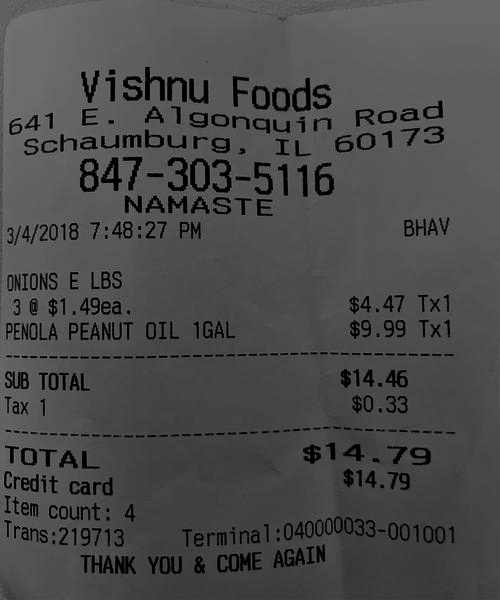 Vishnu Foods
641 E. Algonquin Road
Schaumburg, IL 60173
847-303-5116
NAMASTE
3/4/2018 7:48:27 PM BHAV
ONIONS E LBS
3 @ $1.49ea. $4.47 Tx1
PENOLA PEANUT OIL 1GAL $9.99 Tx1
SUB TOTAL $14.46
Tax 1 $0.33
TOTAL $14.79
Credit card $14.79
Item count: 4
Trans:219713 Terminal:040000033-001001
THANK YOU & COME AGAIN